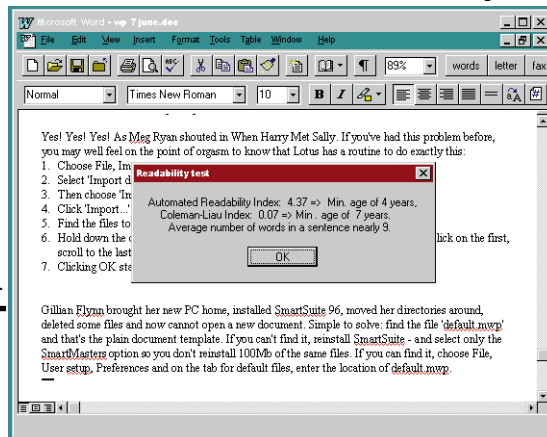 Microsoft Word - wp 7 june.doc
File Edit View Insert Format Tools Table Window Help
89% words letter fax
Normal Times New Roman 10 B I
Yes! Yes! Yes! As Meg Ryan shouted in When Harry Met Sally. If you've had this problem before,
you may well feel on the point of orgasm to know that Lotus has a routine to do exactly this:
1. Choose File, Im
2. Select 'Import d
3. Then choose 'Im
4. Click 'Import...'
5. Find the files to
6. Hold down the lick on the first,
scroll to the last
7. Clicking OK sta
Readability test
Automated Readability Index: 4.37 => Min. age of 4 years,
Coleman-Liau Index: 0.07 => Min . age of 7 years.
Average number of words in a sentence nearly 9.
OK
Gillian Flynn brought her new PC home, installed SmartSuite 96, moved her directories around,
deleted some files and now cannot open a new document. Simple to solve: find the file 'default.mwp'
and that's the plain document template. If you can't find it, reinstall SmartSuite - and select only the
SmartMasters option so you don't reinstall 100Mb of the same files. If you can find it, choose File,
User setup, Preferences and on the tab for default files, enter the location of default.mwp.